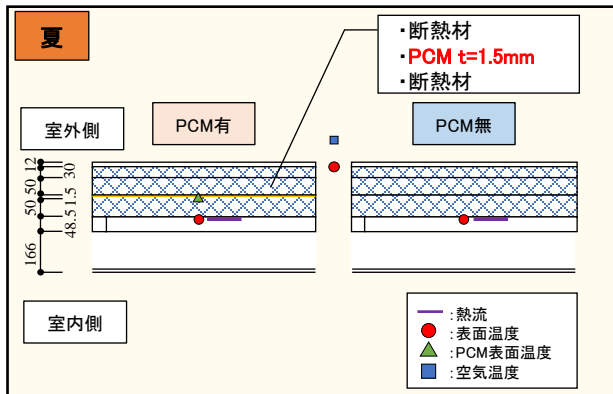 夏
・断熱材
・PCM t=1.5mm
・断熱材
室外側
PCM有
PCM無
12
30
50
1.5
50
48.5
166
室内側
:熱流
:表面温度
:PCM表面温度
:空気温度